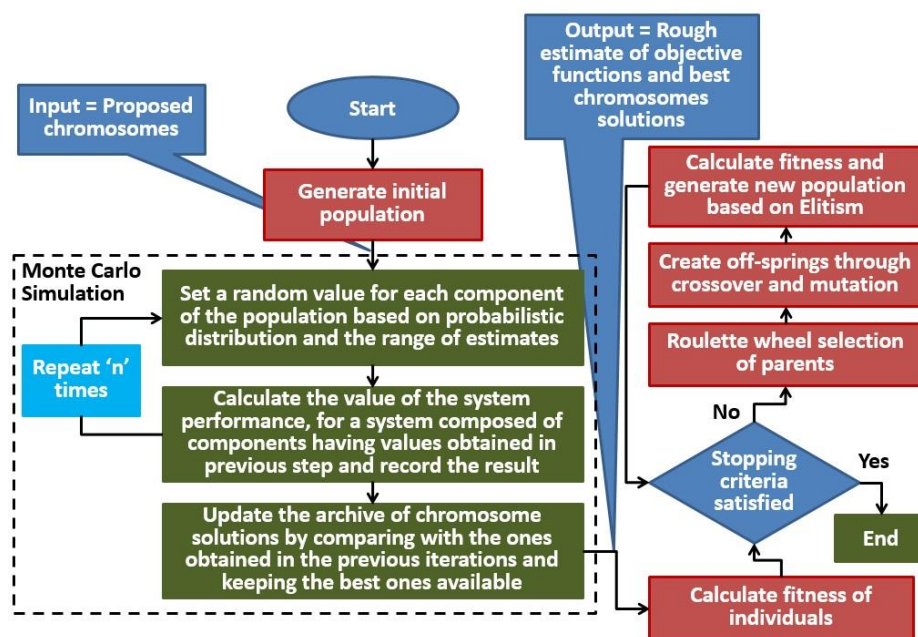 Input = Proposed
chromosomes
Start
Output = Rough
estimate of objective
functions and best
chromosomes
solutions
Generate initial
population
Monte Carlo
Simulation
Set a random value for each component
of the population based on probabilistic
distribution and the range of estimates
Repeat ‘n’
times
Calculate the value of the system
performance, for a system composed of
components having values obtained in
previous step and record the result
Update the archive of chromosome
solutions by comparing with the ones
obtained in the previous iterations and
keeping the best ones available
Calculate fitness and
generate new population
based on Elitism
Create off-springs through
crossover and mutation
Roulette wheel selection
of parents
No
Stopping
criteria
satisfied
Yes
End
Calculate fitness of
individuals